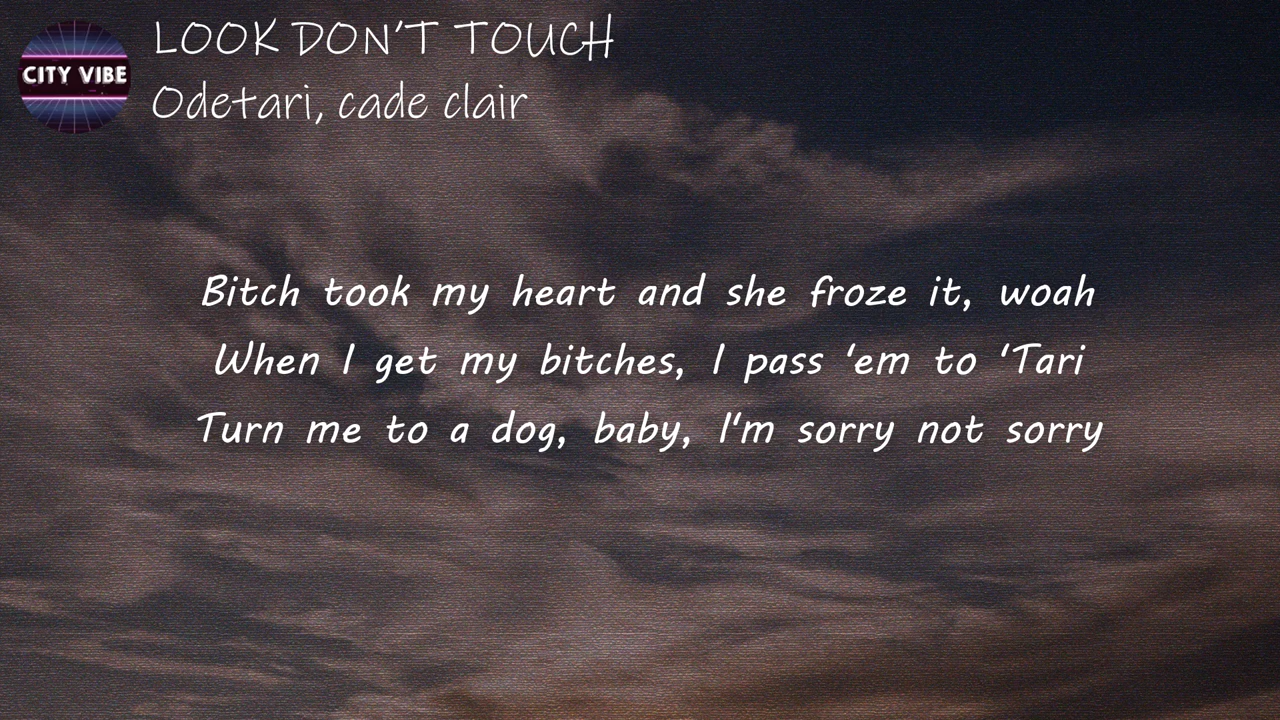 CITY VIBE
LOOK DON'T TOUCH
Odetari, cade clair
Bitch took my heart and she froze it, woah
When I get my bitches, I pass 'em to 'Tari
Turn me to a dog, baby, I'm sorry not sorry